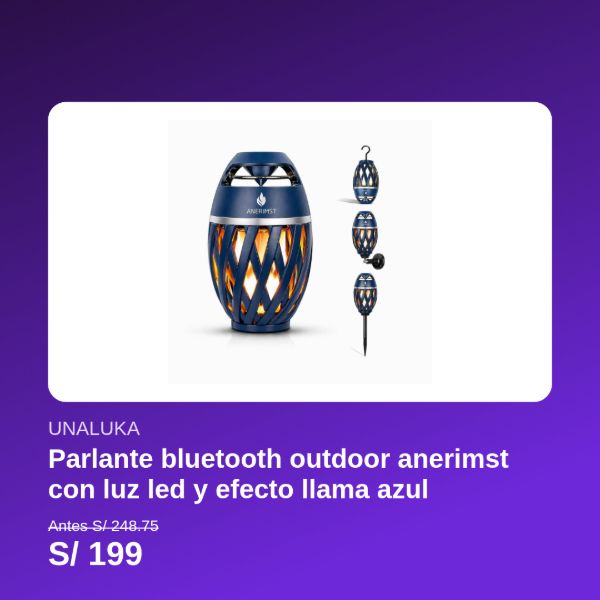 ANERIMST
UNALUKA
Parlante bluetooth outdoor anerimst
con luz led y efecto llama azul
Antes S/ 248.75
S/ 199